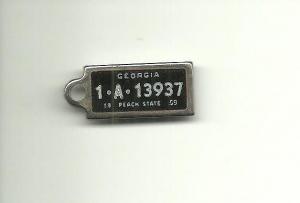 GEORGIA
1·A·13937
19 PEACH STATE 59